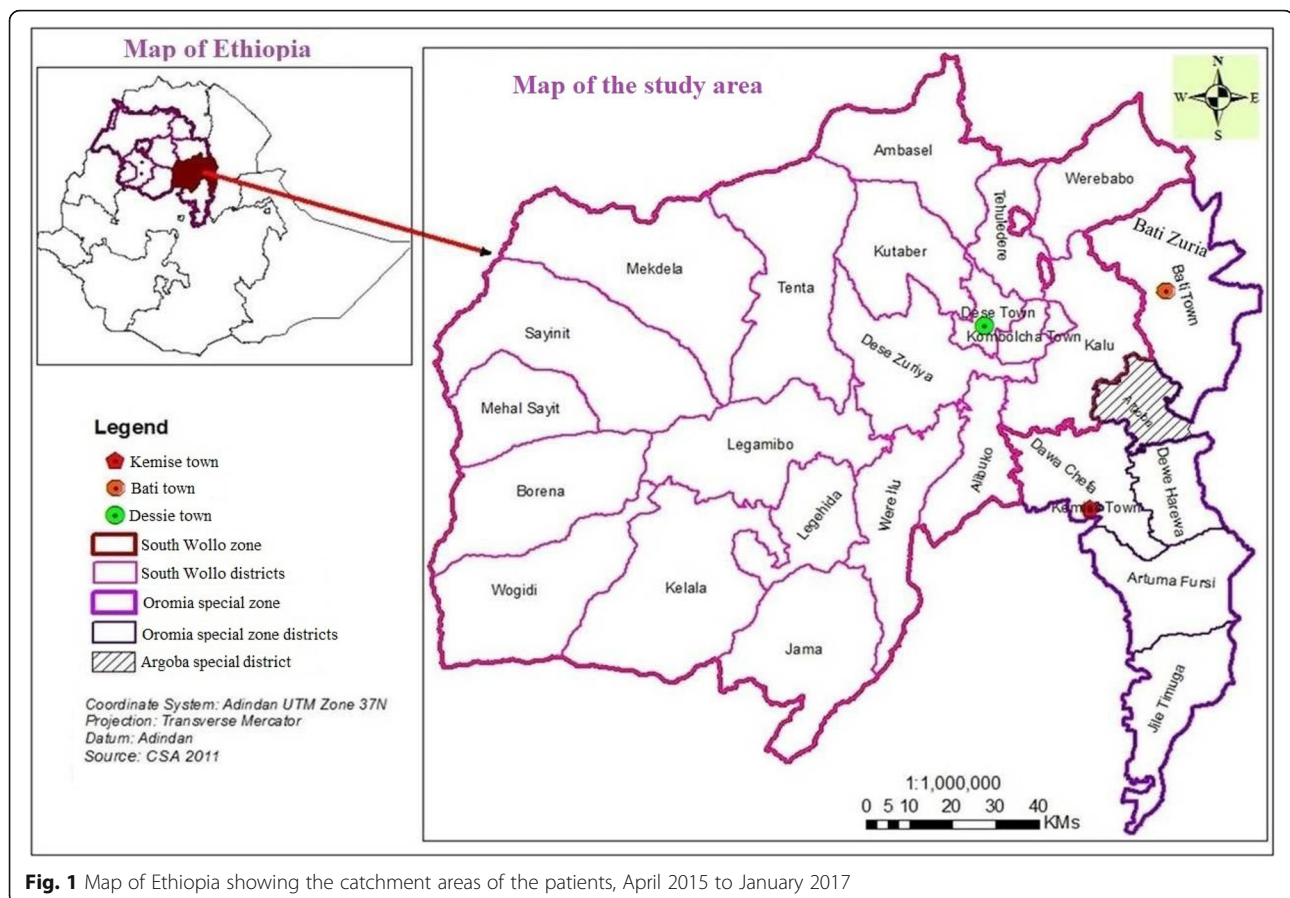 Map of Ethiopia
Map of the study area
N
W
E
S
Ambasel
Werebabo
Tehuledere
Bati Zuria
Kutaber
Mekdela
Tenta
Bati Town
Dese Town
Kombolcha Town
Kalu
Sayinit
Dese Zuriya
Mehal Sayit
Argoba
Legamibo
Dawa Chefa
Dewe Harewa
Alibuko
Borena
Legehida
Were Ilu
Kemise Town
Artuma Fursi
Wogidi
Kelala
Jama
Jile Timuga
Legend
Kemise town
Bati town
Dessie town
South Wollo zone
South Wollo districts
Oromia special zone
Oromia special zone districts
Argoba special district
Coordinate System: Adindan UTM Zone 37N
Projection: Transverse Mercator
Datum: Adindan
Source: CSA 2011
1:1,000,000
0 5 10 20 30 40
KMs
Fig. 1 Map of Ethiopia showing the catchment areas of the patients, April 2015 to January 2017